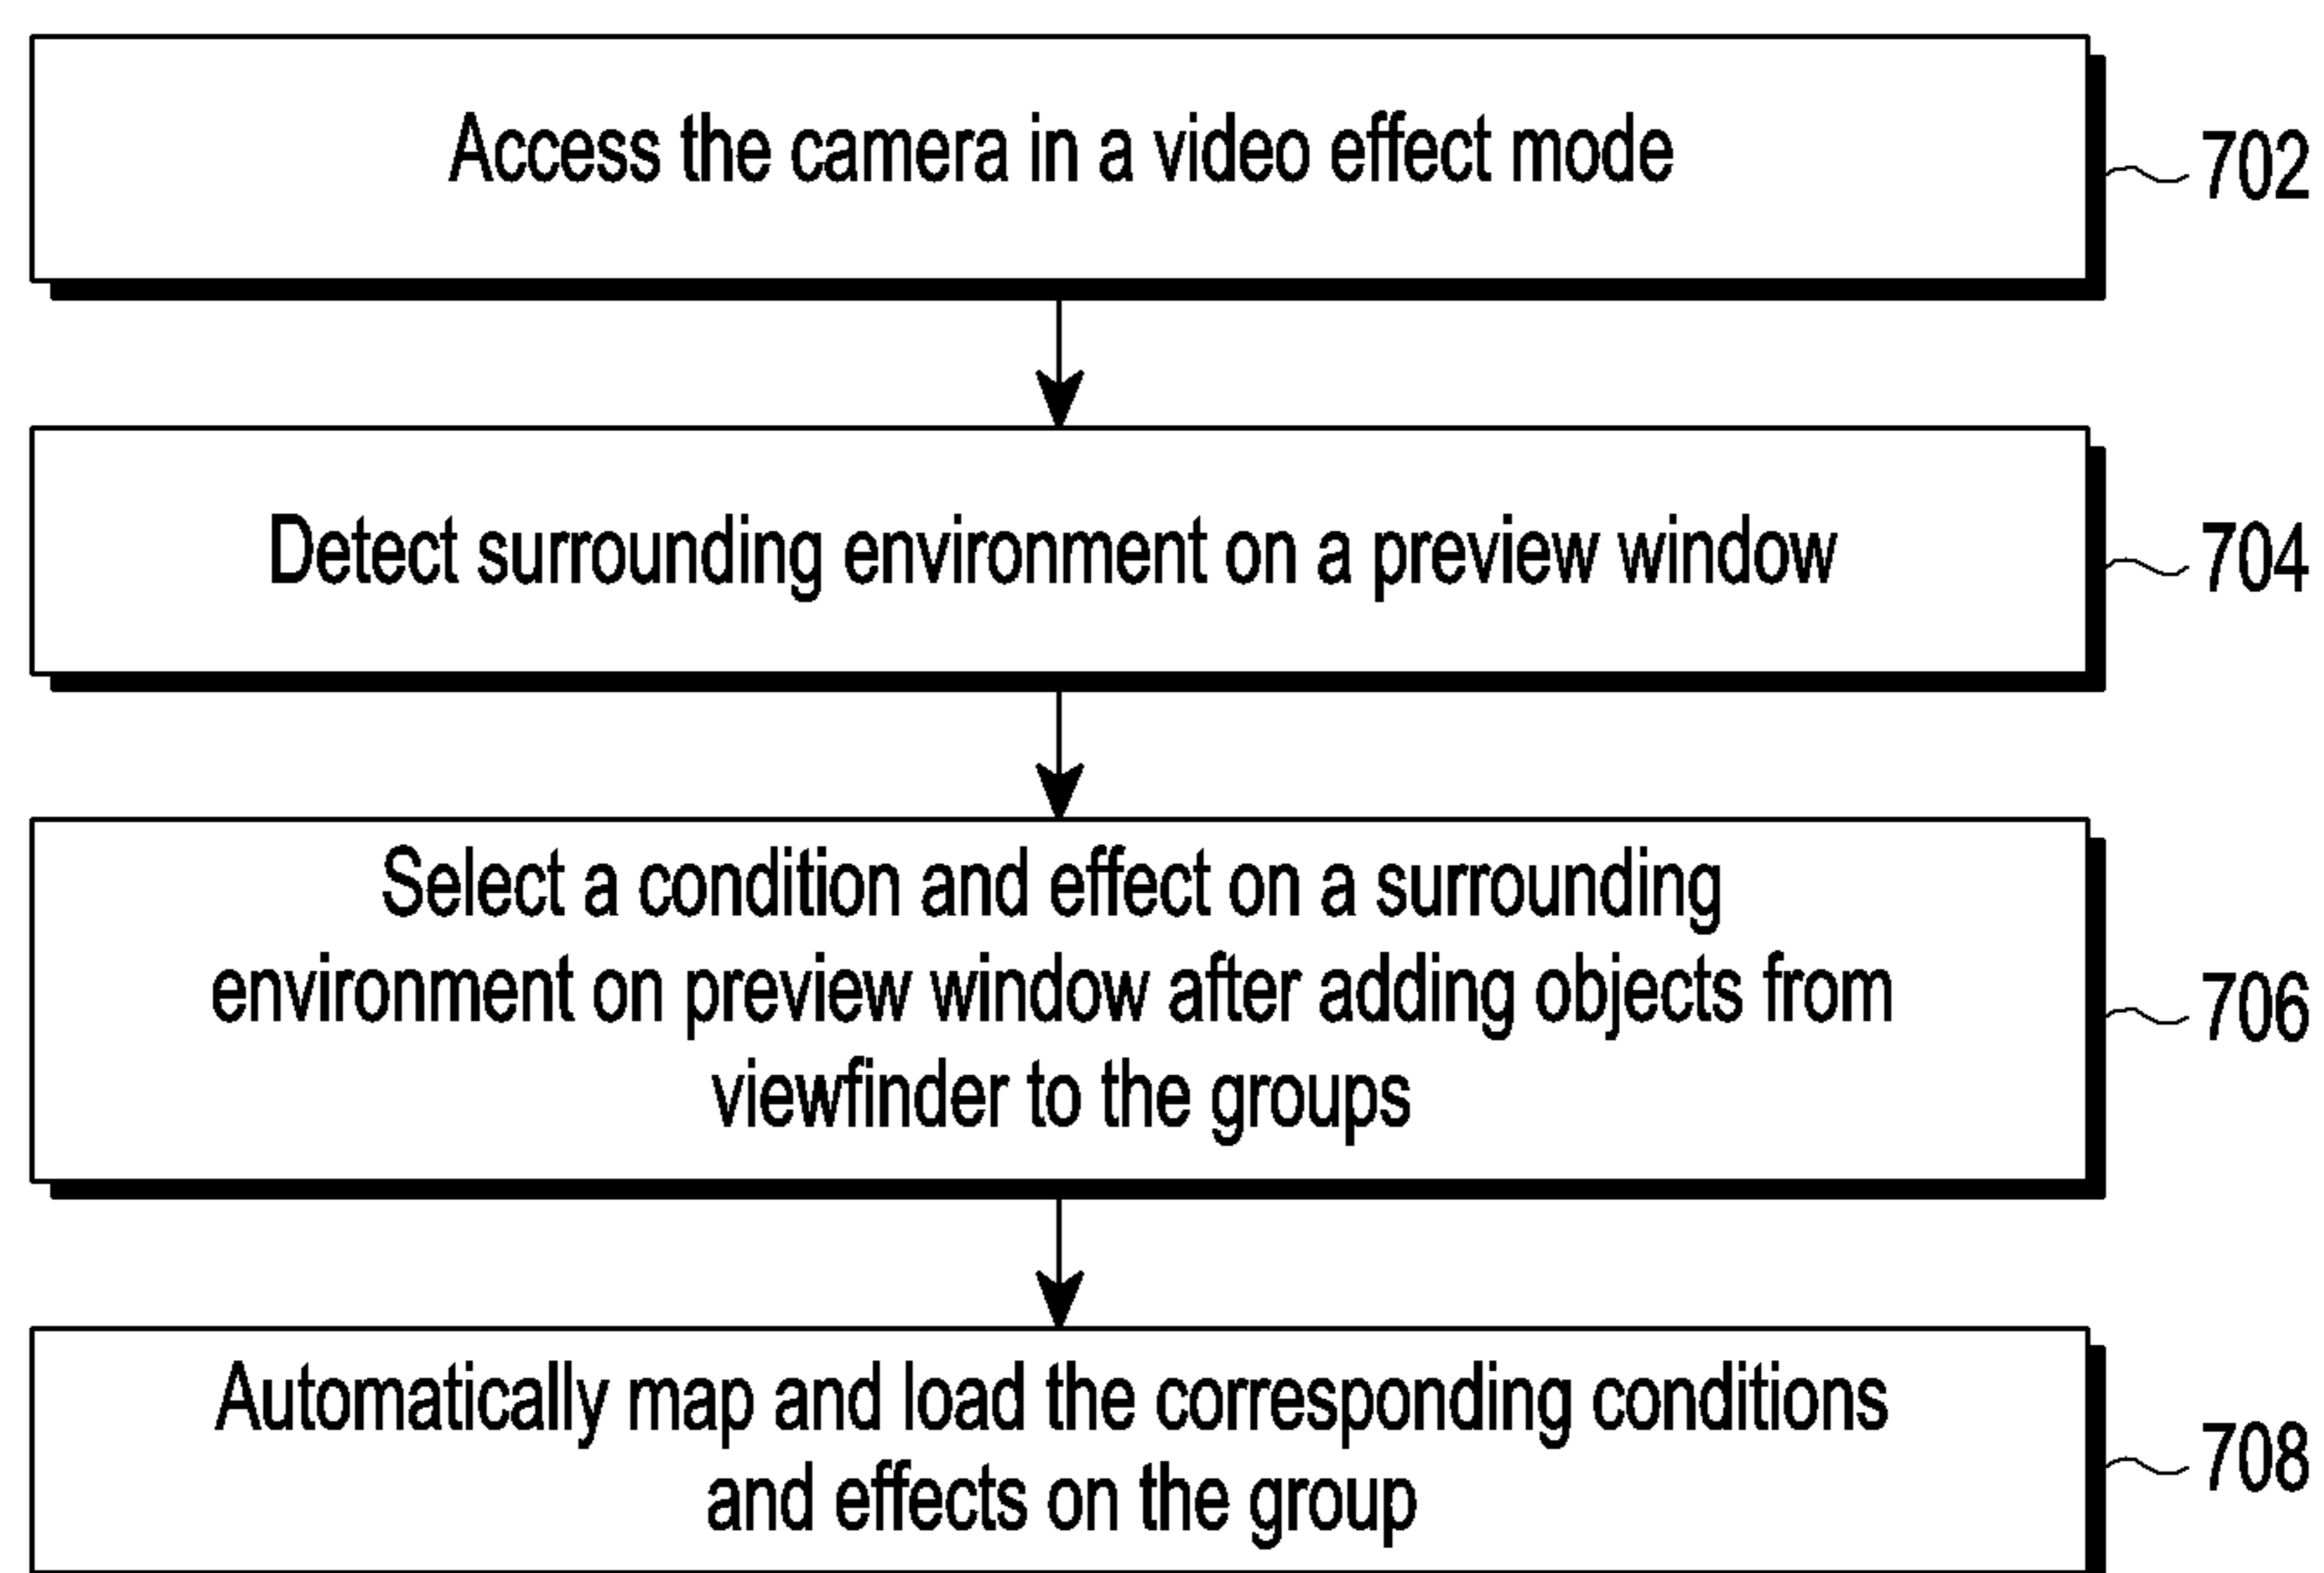 Access the camera in a video effect mode
702
Detect surrounding environment on a preview window
704
Select a condition and effect on a surrounding
environment on preview window after adding objects from
viewfinder to the groups
706
Automatically map and load the corresponding conditions
and effects on the group
708